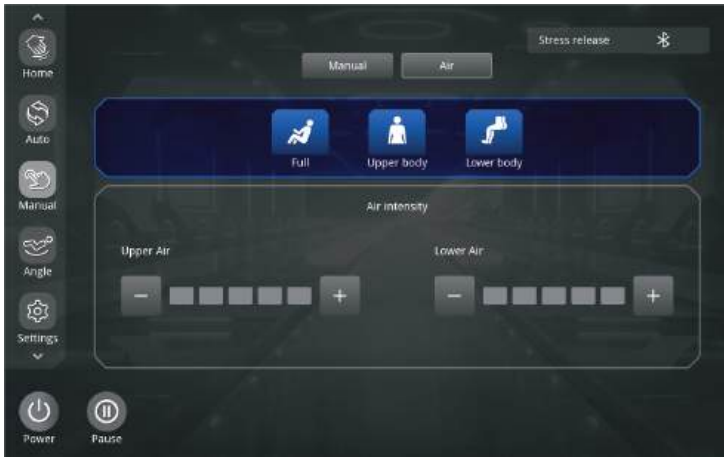 Stress release
Home
Manual
Air
Auto
Full
Upper body
Lower body
Manual
Air intensity
Angle
Upper Air
Lower Air
Settings
Power
Pause